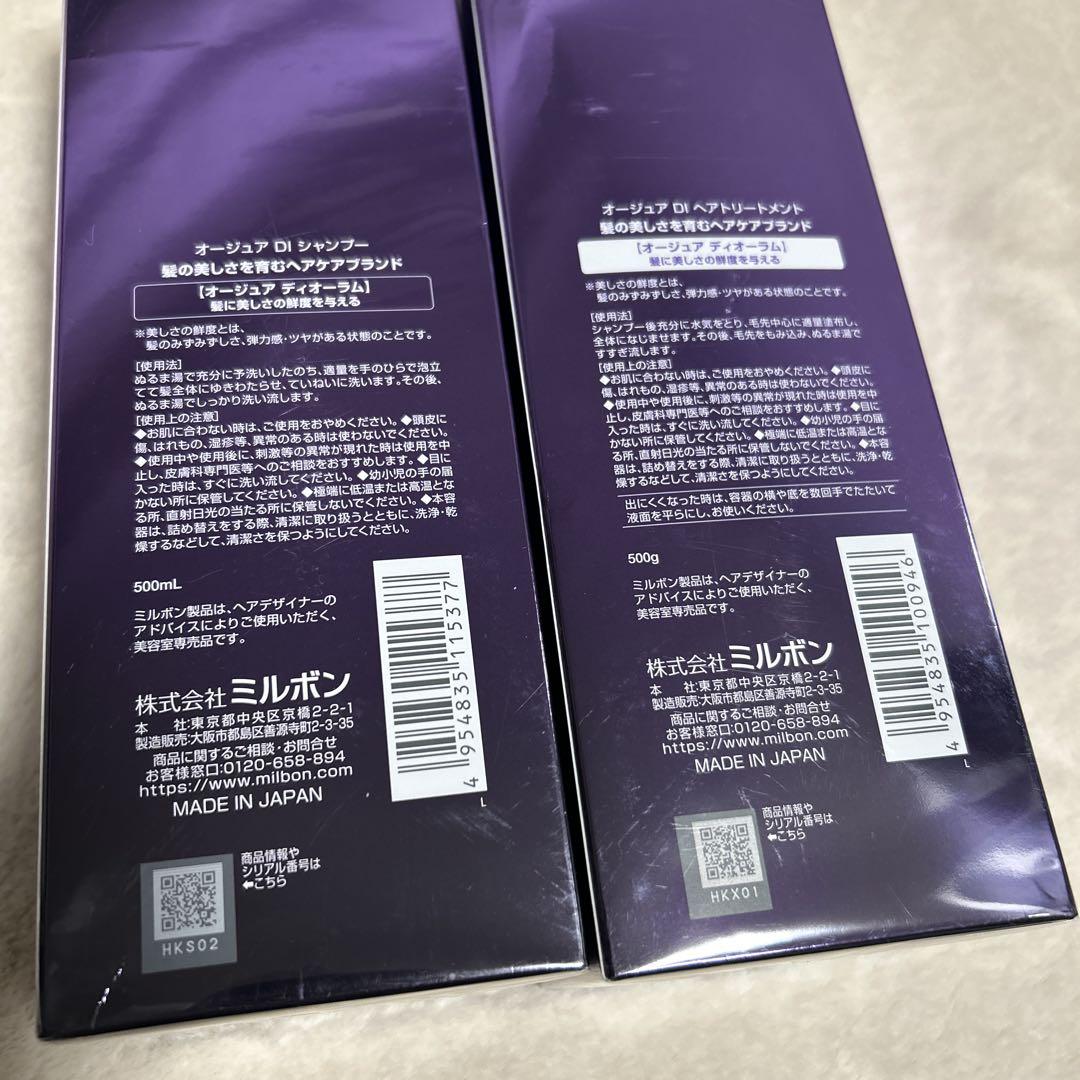 オージュア DI シャンプー
髪の美しさを育むヘアケアブランド
【オージュア ディオーラム】
髪に美しさの鮮度を与える
※美しさの鮮度とは、
髪のみずみずしさ、弾力感・ツヤがある状態のことです。
[使用法]
ぬるま湯で充分に予洗いしたのち、適量を手のひらで泡立
てて髪全体にゆきわたらせ、ていねいに洗います。その後、
ぬるま湯でしっかり洗い流します。
[使用上の注意]
◆お肌に合わない時は、ご使用をおやめください。◆頭皮に
傷、はれもの、湿疹等、異常のある時は使わないでください。
◆使用中や使用後に、刺激等の異常が現れた時は使用を中
止し、皮膚科専門医等へのご相談をおすすめします。◆目に
入った時は、すぐに洗い流してください。◆幼小児の手の届
かない所に保管してください。◆極端に低温または高温とな
る所、直射日光の当たる所に保管しないでください。◆本容
器は、詰め替えをする際、清潔に取り扱うとともに、洗浄・乾
燥するなどして、清潔さを保つようにしてください。
500mL
ミルボン製品は、ヘアデザイナーの
アドバイスによりご使用いただく、
美容室専売品です。
株式会社ミルボン
本 社:東京都中央区京橋2-2-1
製造販売:大阪市都島区善源寺町2-3-35
商品に関するご相談・お問合せ
お客様窓口:0120-658-894
https://www.milbon.com
MADE IN JAPAN
4 954835 115377
L
商品情報や
シリアル番号は
⬅こちら
HKS02
オージュア DI ヘアトリートメント
髪の美しさを育むヘアケアブランド
【オージュア ディオーラム】
髪に美しさの鮮度を与える
※美しさの鮮度とは、
髪のみずみずしさ、弾力感・ツヤがある状態のことです。
[使用法]
シャンプー後充分に水気をとり、毛先中心に適量塗布し、
全体になじませます。その後、毛先をもみ込み、ぬるま湯で
すすぎ流します。
[使用上の注意]
◆お肌に合わない時は、ご使用をおやめください。◆頭皮に
傷、はれもの、湿疹等、異常のある時は使わないでください。
◆使用中や使用後に、刺激等の異常が現れた時は使用を中
止し、皮膚科専門医等へのご相談をおすすめします。◆目に
入った時は、すぐに洗い流してください。◆幼小児の手の届
かない所に保管してください。◆極端に低温または高温とな
る所、直射日光の当たる所に保管しないでください。◆本容
器は、詰め替えをする際、清潔に取り扱うとともに、洗浄・乾
燥するなどして、清潔さを保つようにしてください。
出にくくなった時は、容器の横や底を数回手でたたいて
液面を平らにし、お使いください。
500g
ミルボン製品は、ヘアデザイナーの
アドバイスによりご使用いただく、
美容室専売品です。
株式会社ミルボン
本 社:東京都中央区京橋2-2-1
製造販売:大阪市都島区善源寺町2-3-35
商品に関するご相談・お問合せ
お客様窓口:0120-658-894
https://www.milbon.com
MADE IN JAPAN
4 954835 100946
L
商品情報や
シリアル番号は
⬅こちら
HKX01